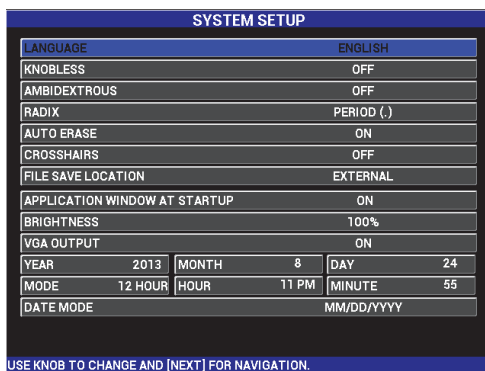 SYSTEM SETUP
LANGUAGE ENGLISH
KNOBLESS OFF
AMBIDEXTROUS OFF
RADIX PERIOD (.)
AUTO ERASE ON
CROSSHAIRS OFF
FILE SAVE LOCATION EXTERNAL
APPLICATION WINDOW AT STARTUP ON
BRIGHTNESS 100%
VGA OUTPUT ON
YEAR 2013 MONTH 8 DAY 24
MODE 12 HOUR HOUR 11 PM MINUTE 55
DATE MODE MM/DD/YYYY
USE KNOB TO CHANGE AND [NEXT] FOR NAVIGATION.